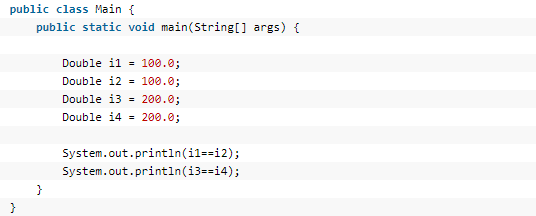 public class Main {
    public static void main(String[] args) {

        Double i1 = 100.0;
        Double i2 = 100.0;
        Double i3 = 200.0;
        Double i4 = 200.0;

        System.out.println(i1==i2);
        System.out.println(i3==i4);
    }
}